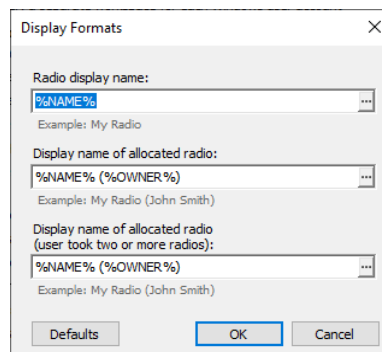 Display Formats
Radio display name:
%NAME%
Example: My Radio
Display name of allocated radio:
%NAME% (%OWNER%)
Example: My Radio (John Smith)
Display name of allocated radio
(user took two or more radios):
%NAME% (%OWNER%)
Example: My Radio (John Smith)
Defaults OK Cancel